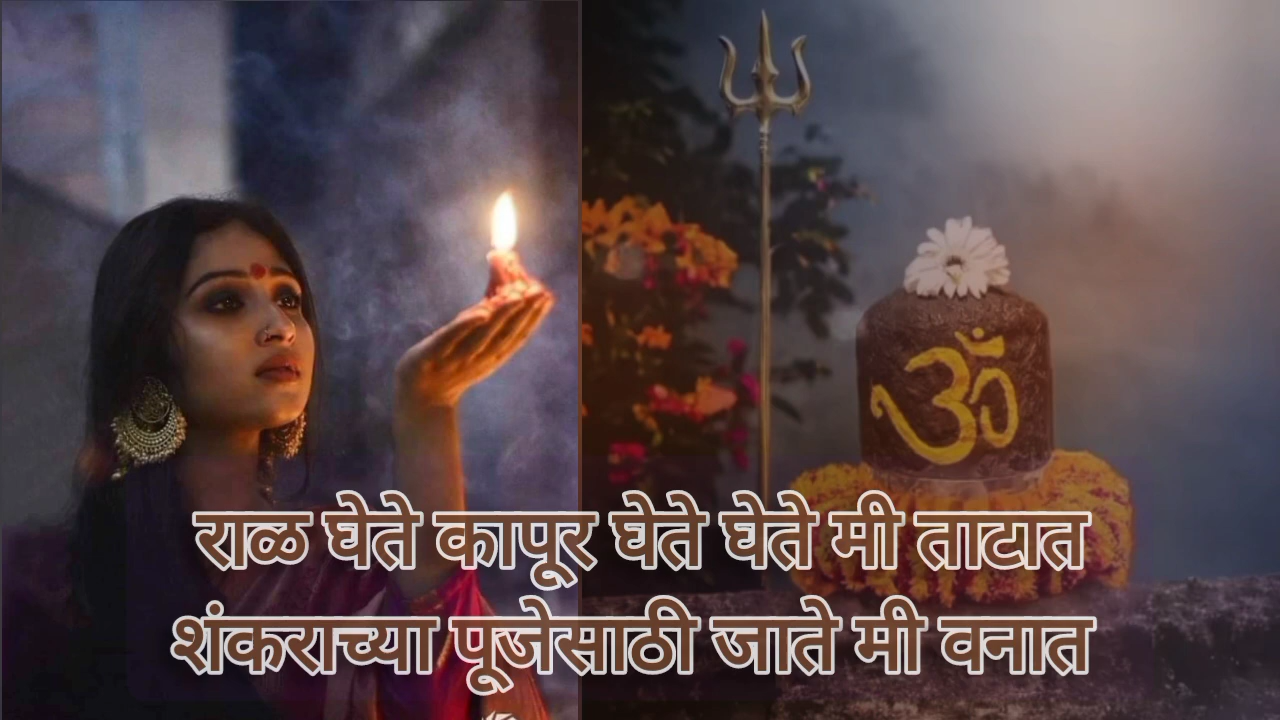 ॐ
राळ घेते कापूर घेते घेते मी ताटात
शंकराच्या पूजेसाठी जाते मी वनात